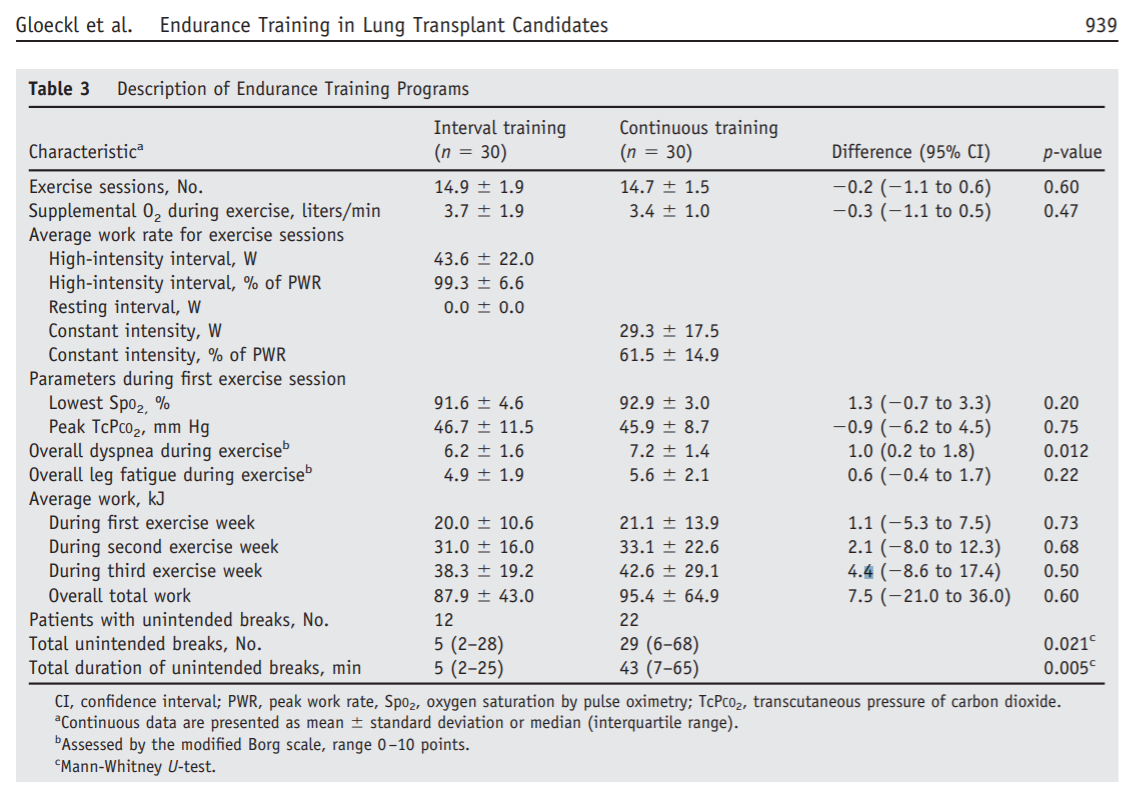 Gloeckl et al. Endurance Training in Lung Transplant Candidates 939
Table 3 Description of Endurance Training Programs
Interval training Continuous training
Characteristicᵃ (n = 30) (n = 30) Difference (95% CI) p-value
Exercise sessions, No. 14.9 ± 1.9 14.7 ± 1.5 −0.2 (−1.1 to 0.6) 0.60
Supplemental O₂ during exercise, liters/min 3.7 ± 1.9 3.4 ± 1.0 −0.3 (−1.1 to 0.5) 0.47
Average work rate for exercise sessions
High-intensity interval, W 43.6 ± 22.0
High-intensity interval, % of PWR 99.3 ± 6.6
Resting interval, W 0.0 ± 0.0
Constant intensity, W 29.3 ± 17.5
Constant intensity, % of PWR 61.5 ± 14.9
Parameters during first exercise session
Lowest Spo₂, % 91.6 ± 4.6 92.9 ± 3.0 1.3 (−0.7 to 3.3) 0.20
Peak TcPco₂, mm Hg 46.7 ± 11.5 45.9 ± 8.7 −0.9 (−6.2 to 4.5) 0.75
Overall dyspnea during exerciseᵇ 6.2 ± 1.6 7.2 ± 1.4 1.0 (0.2 to 1.8) 0.012
Overall leg fatigue during exerciseᵇ 4.9 ± 1.9 5.6 ± 2.1 0.6 (−0.4 to 1.7) 0.22
Average work, kJ
During first exercise week 20.0 ± 10.6 21.1 ± 13.9 1.1 (−5.3 to 7.5) 0.73
During second exercise week 31.0 ± 16.0 33.1 ± 22.6 2.1 (−8.0 to 12.3) 0.68
During third exercise week 38.3 ± 19.2 42.6 ± 29.1 4.4 (−8.6 to 17.4) 0.50
Overall total work 87.9 ± 43.0 95.4 ± 64.9 7.5 (−21.0 to 36.0) 0.60
Patients with unintended breaks, No. 12 22
Total unintended breaks, No. 5 (2–28) 29 (6–68) 0.021ᶜ
Total duration of unintended breaks, min 5 (2–25) 43 (7–65) 0.005ᶜ
CI, confidence interval; PWR, peak work rate, Spo₂, oxygen saturation by pulse oximetry; TcPco₂, transcutaneous pressure of carbon dioxide.
ᵃContinuous data are presented as mean ± standard deviation or median (interquartile range).
ᵇAssessed by the modified Borg scale, range 0–10 points.
ᶜMann-Whitney U-test.